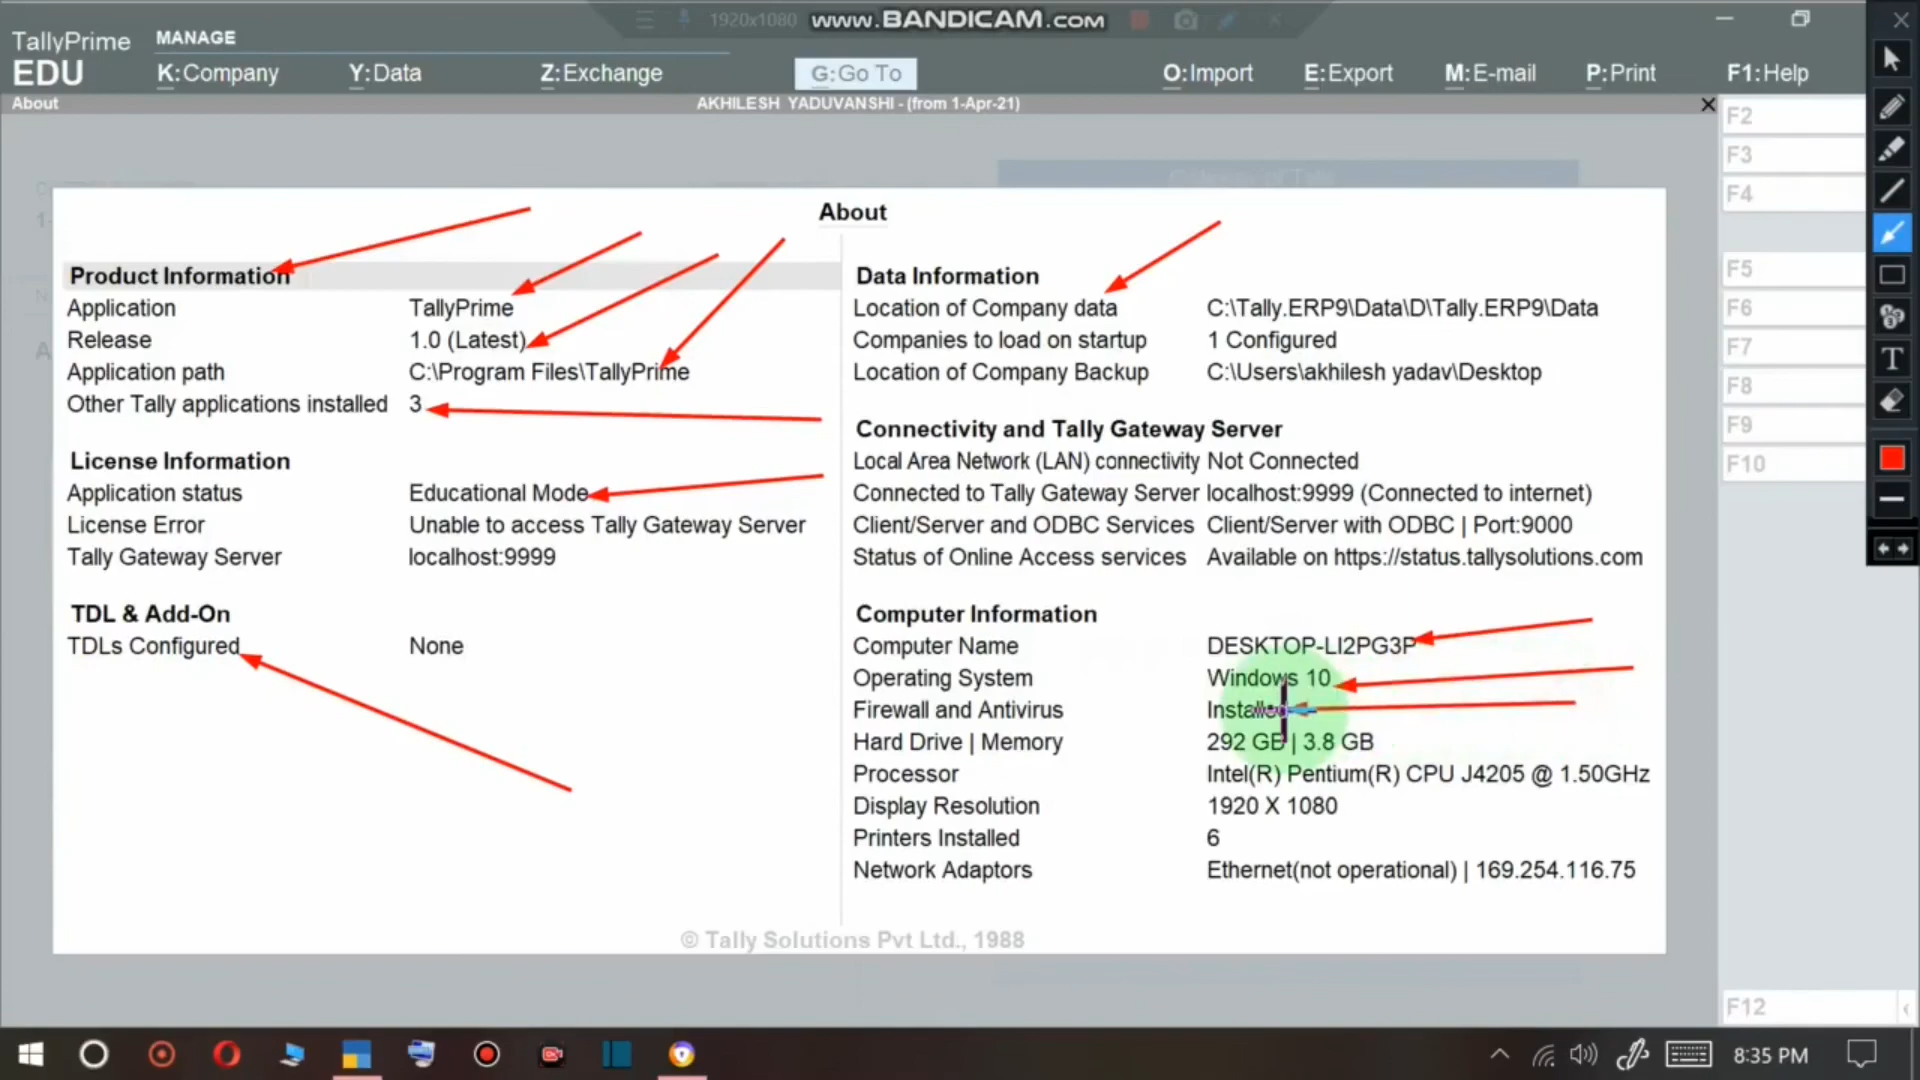 1920x1080
www.BANDICAM.com
TallyPrime
EDU
MANAGE
K:Company
Y:Data
Z:Exchange
G:Go To
O:Import
E:Export
M:E-mail
P:Print
F1:Help
About
AKHILESH YADUVANSHI - (from 1-Apr-21)
F2
F3
F4
F5
F6
F7
F8
F9
F10
F12
About
Product Information
Application TallyPrime
Release 1.0 (Latest)
Application path C:\Program Files\TallyPrime
Other Tally applications installed 3
License Information
Application status Educational Mode
License Error Unable to access Tally Gateway Server
Tally Gateway Server localhost:9999
TDL & Add-On
TDLs Configured None
Data Information
Location of Company data C:\Tally.ERP9\Data\D\Tally.ERP9\Data
Companies to load on startup 1 Configured
Location of Company Backup C:\Users\akhilesh yadav\Desktop
Connectivity and Tally Gateway Server
Local Area Network (LAN) connectivity Not Connected
Connected to Tally Gateway Server localhost:9999 (Connected to internet)
Client/Server and ODBC Services Client/Server with ODBC | Port:9000
Status of Online Access services Available on https://status.tallysolutions.com
Computer Information
Computer Name DESKTOP-LI2PG3P
Operating System Windows 10
Firewall and Antivirus Installed
Hard Drive | Memory 292 GB | 3.8 GB
Processor Intel(R) Pentium(R) CPU J4205 @ 1.50GHz
Display Resolution 1920 X 1080
Printers Installed 6
Network Adaptors Ethernet(not operational) | 169.254.116.75
© Tally Solutions Pvt Ltd., 1988
8:35 PM